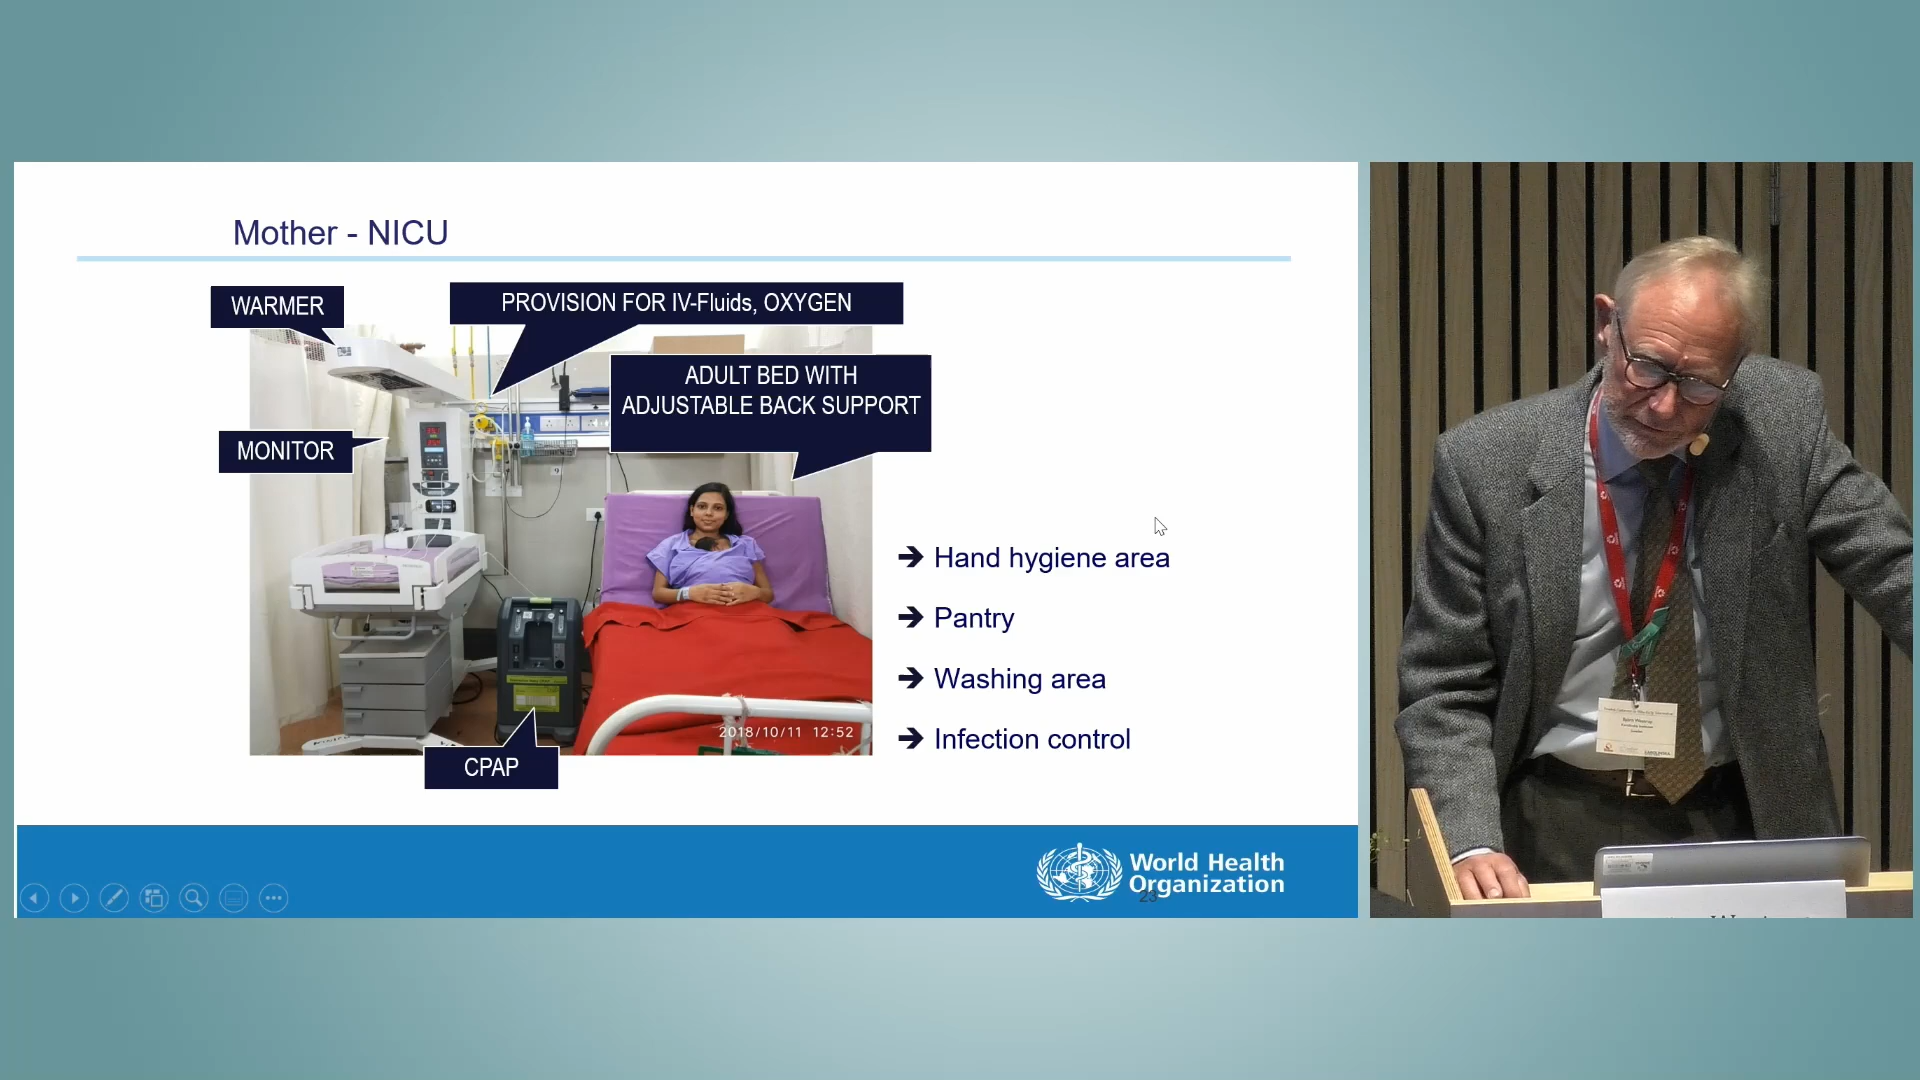 Mother - NICU
WARMER
PROVISION FOR IV-Fluids, OXYGEN
ADULT BED WITH
ADJUSTABLE BACK SUPPORT
MONITOR
➔ Hand hygiene area
➔ Pantry
➔ Washing area
➔ Infection control
2018/10/11 12:52
CPAP
World Health
Organization
23